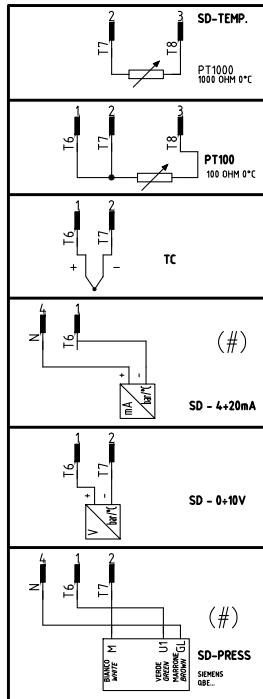 2 3 SD-TEMP.
T7 T8
PT1000
1000 OHM 0°C
1 2 3
T6 T7 T8
PT100
100 OHM 0°C
1 2
T6 T7
+ -
TC
4 1
N T6
(#)
+ -
mA bar/°C
SD - 4÷20mA
1 2
T6 T7
+ -
V bar/°C
SD - 0÷10V
4 1 2
N T6 T7
(#)
M U1 GL
BIANCO VERDE MARRONE
WHITE GREEN BROWN
SD-PRESS
SIEMENS
QBE...